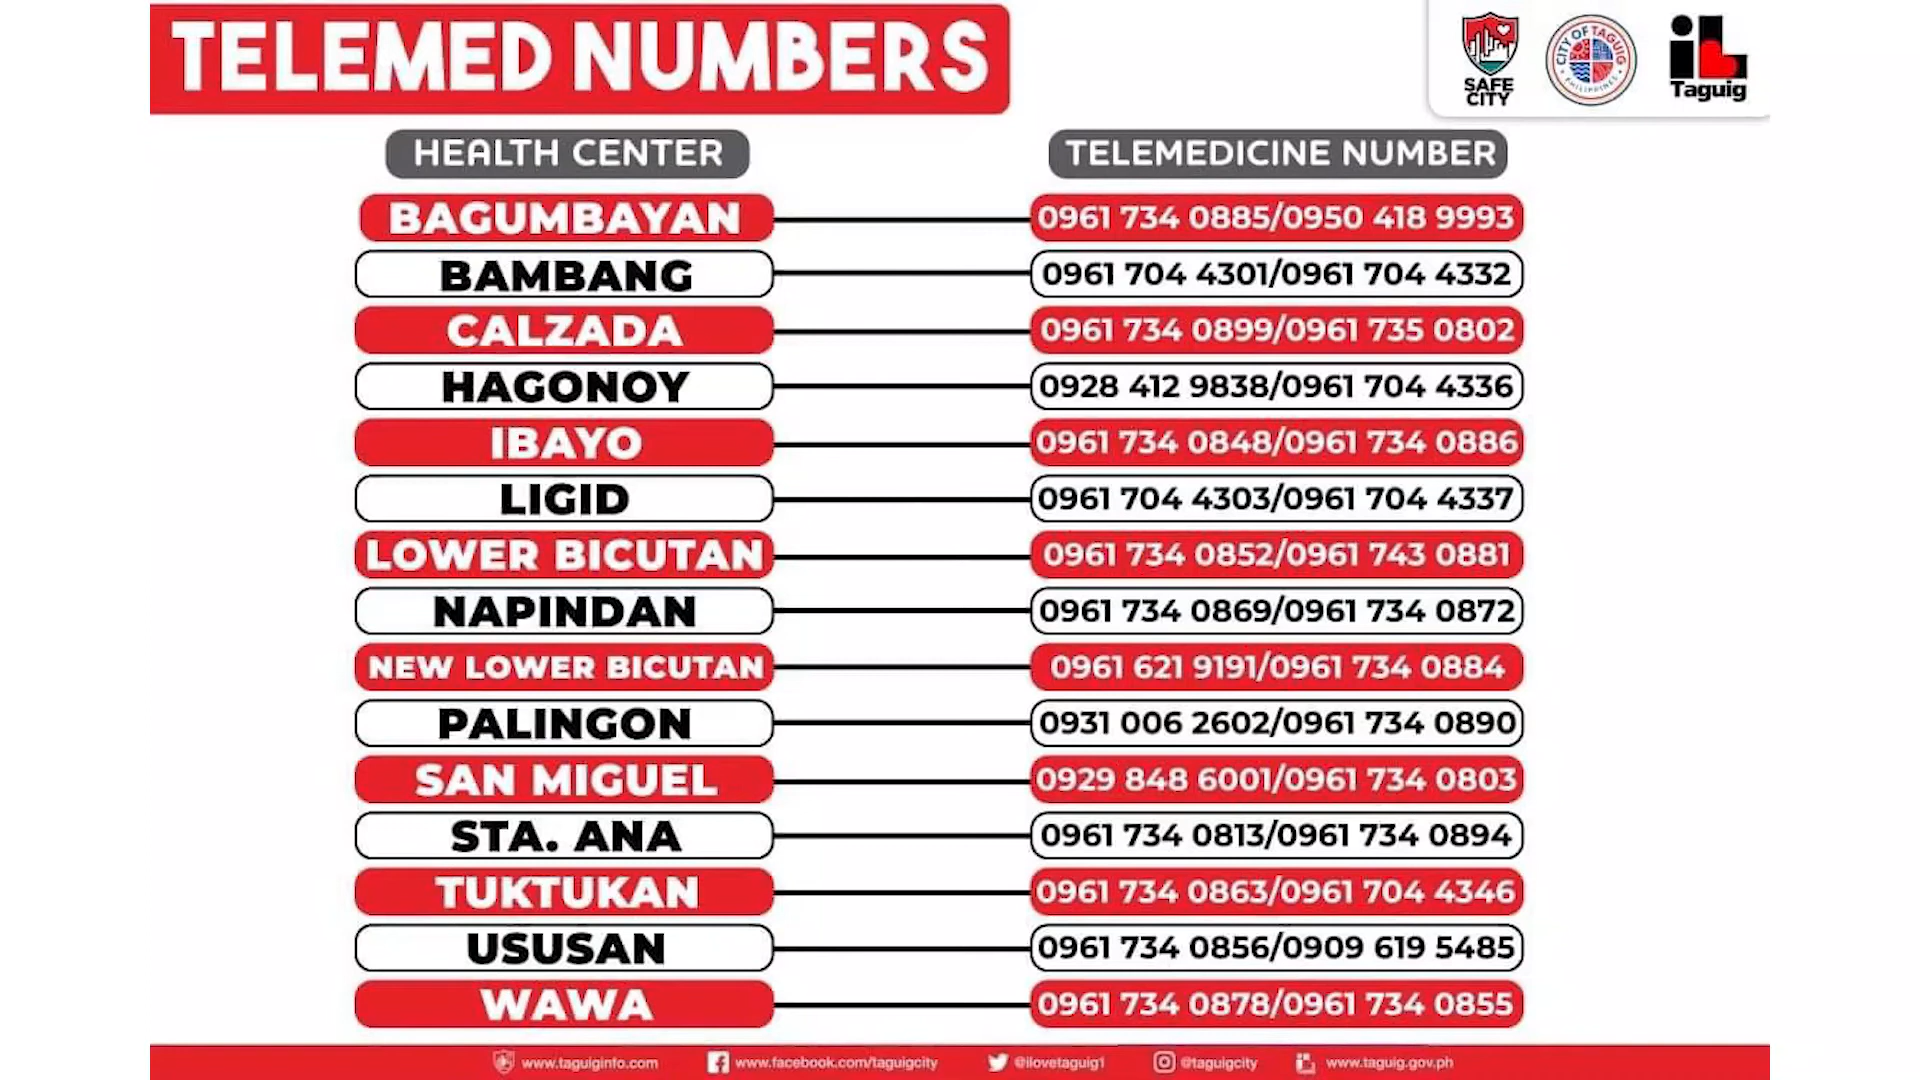 TELEMED NUMBERS
SAFE
CITY
CITY OF TAGUIG
PHILIPPINES
iL
Taguig
HEALTH CENTER TELEMEDICINE NUMBER
BAGUMBAYAN 0961 734 0885/0950 418 9993
BAMBANG 0961 704 4301/0961 704 4332
CALZADA 0961 734 0899/0961 735 0802
HAGONOY 0928 412 9838/0961 704 4336
IBAYO 0961 734 0848/0961 734 0886
LIGID 0961 704 4303/0961 704 4337
LOWER BICUTAN 0961 734 0852/0961 743 0881
NAPINDAN 0961 734 0869/0961 734 0872
NEW LOWER BICUTAN 0961 621 9191/0961 734 0884
PALINGON 0931 006 2602/0961 734 0890
SAN MIGUEL 0929 848 6001/0961 734 0803
STA. ANA 0961 734 0813/0961 734 0894
TUKTUKAN 0961 734 0863/0961 704 4346
USUSAN 0961 734 0856/0909 619 5485
WAWA 0961 734 0878/0961 734 0855
www.taguiginfo.com www.facebook.com/taguigcity @ilovetaguig1 @taguigcity www.taguig.gov.ph